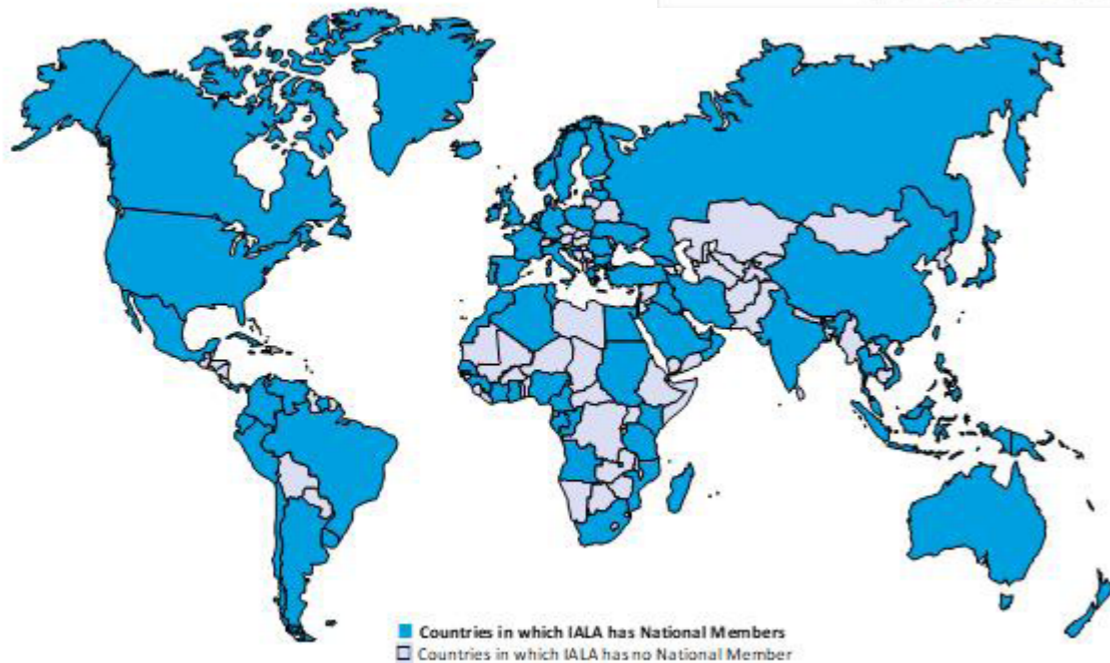 Countries in which IALA has National Members
Countries in which IALA has no National Member